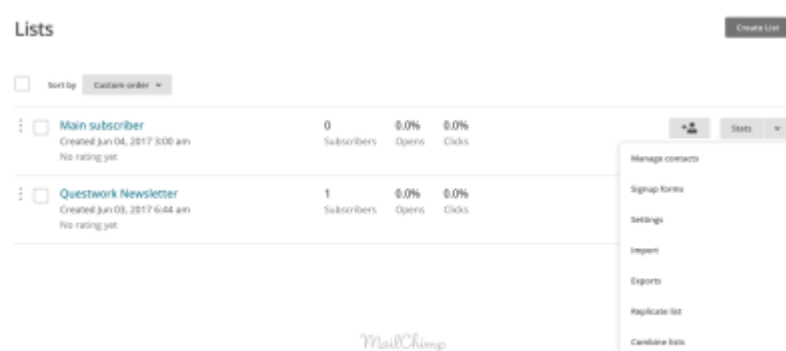 Lists
Create List
Sort by Custom order
Main subscriber 0 0.0% 0.0% Stats
Created Jun 04, 2017 3:00 am Subscribers Opens Clicks
No rating yet
Manage contacts
Signup forms
Questwork Newsletter 1 0.0% 0.0%
Created Jun 03, 2017 6:44 am Subscribers Opens Clicks
No rating yet
Settings
Import
Exports
Replicate list
Combine lists
MailChimp